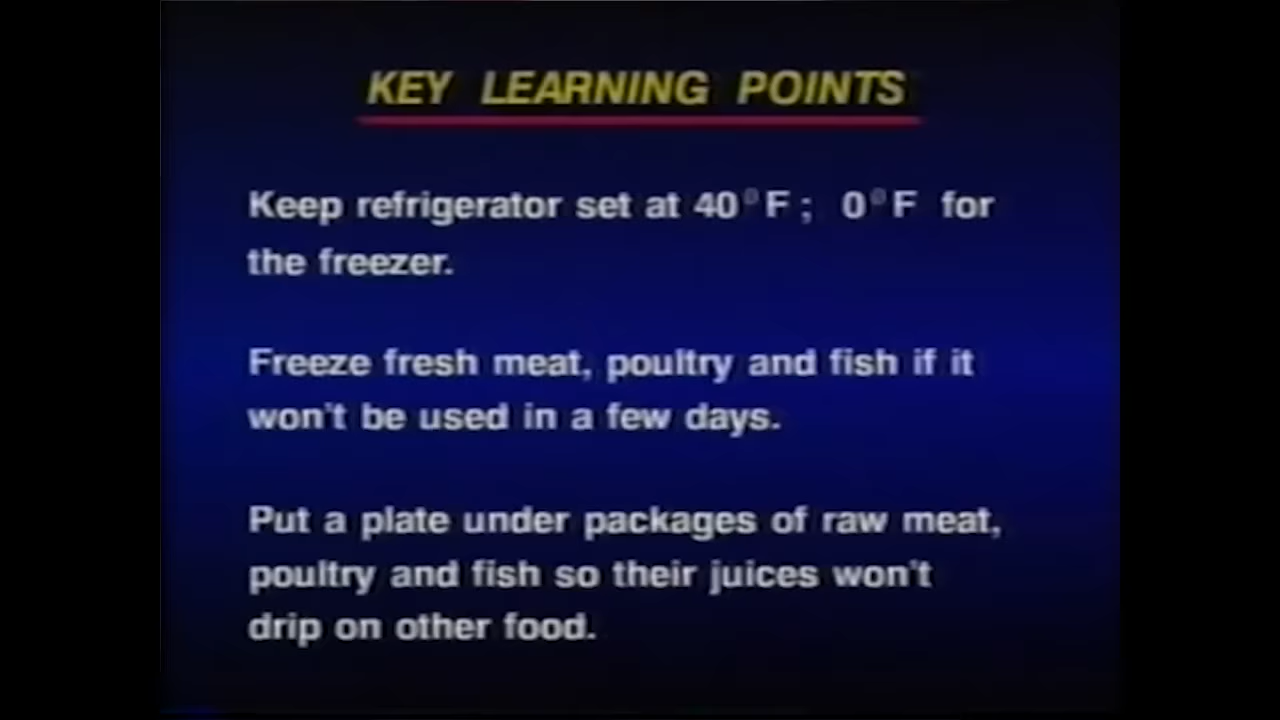 KEY LEARNING POINTS
Keep refrigerator set at 40°F; 0°F for
the freezer.
Freeze fresh meat, poultry and fish if it
won't be used in a few days.
Put a plate under packages of raw meat,
poultry and fish so their juices won't
drip on other food.